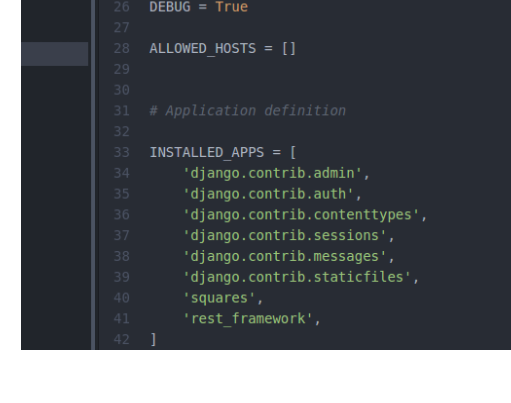 26 DEBUG = True
27
28 ALLOWED_HOSTS = []
29
30
31 # Application definition
32
33 INSTALLED_APPS = [
34     'django.contrib.admin',
35     'django.contrib.auth',
36     'django.contrib.contenttypes',
37     'django.contrib.sessions',
38     'django.contrib.messages',
39     'django.contrib.staticfiles',
40     'squares',
41     'rest_framework',
42 ]